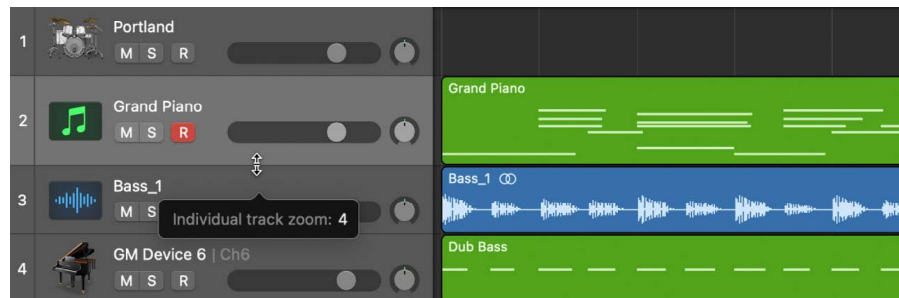 1
Portland
M S R
2
Grand Piano
M S R
3
Bass_1
M S
Individual track zoom: 4
4
GM Device 6 | Ch6
M S R
Grand Piano
Bass_1
Dub Bass